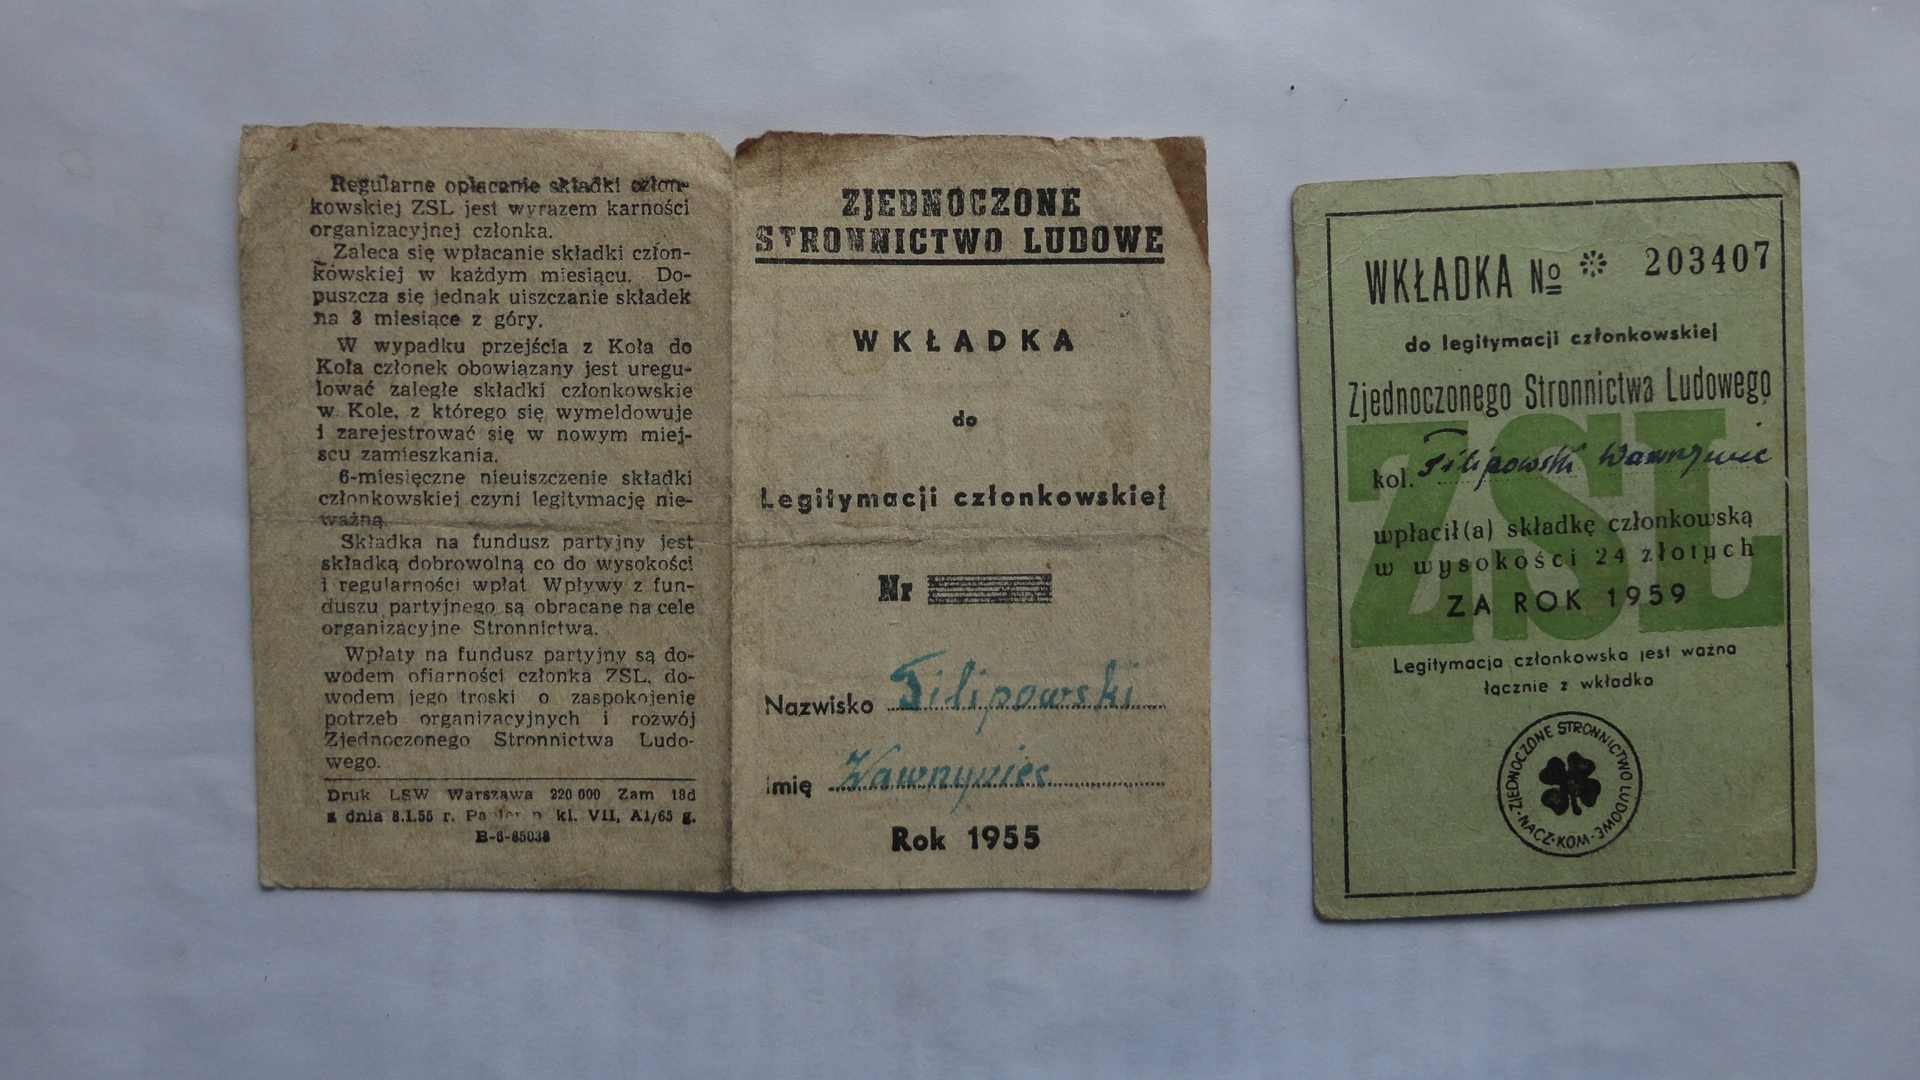 Regularne opłacanie składki człon-
kowskiej ZSL jest wyrazem karności
organizacyjnej członka.
Zaleca się wpłacanie składki człon-
kowskiej w każdym miesiącu. Do-
puszcza się jednak uiszczanie składek
na 3 miesiące z góry.
W wypadku przejścia z Koła do
Koła członek obowiązany jest uregu-
lować zaległe składki członkowskie
w Kole, z którego się wymeldowuje
i zarejestrować się w nowym miej-
scu zamieszkania.
6-miesięczne nieuiszczenie składki
członkowskiej czyni legitymację nie-
ważną.
Składka na fundusz partyjny jest
składką dobrowolną co do wysokości
i regularności wpłat Wpływy z fun-
duszu partyjnego są obracane na cele
organizacyjne Stronnictwa.
Wpłaty na fundusz partyjny są do-
wodem ofiarności członka ZSL, do-
wodem jego troski o zaspokojenie
potrzeb organizacyjnych i rozwój
Zjednoczonego Stronnictwa Ludo-
wego.
Druk LSW Warszawa 220 000 Zam 18d
z dnia 8.I.55 r. kl. VII, A1/65 g.
B-6-85038
ZJEDNOCZONE
STRONNICTWO LUDOWE
WKŁADKA
do
Legitymacji członkowskiej
Nr
Nazwisko Filipowski
Imię Wawrzyniec
Rok 1955
WKŁADKA No * 203407
do legitymacji członkowskiej
Zjednoczonego Stronnictwa Ludowego
ZSL
kol. Filipowski Wawrzyniec
wpłacił(a) składkę członkowską
w wysokości 24 złotych
ZA ROK 1959
Legitymacja członkowska jest ważna
łącznie z wkładką
ZJEDNOCZONE STRONNICTWO LUDOWE · NACZ·KOM ·